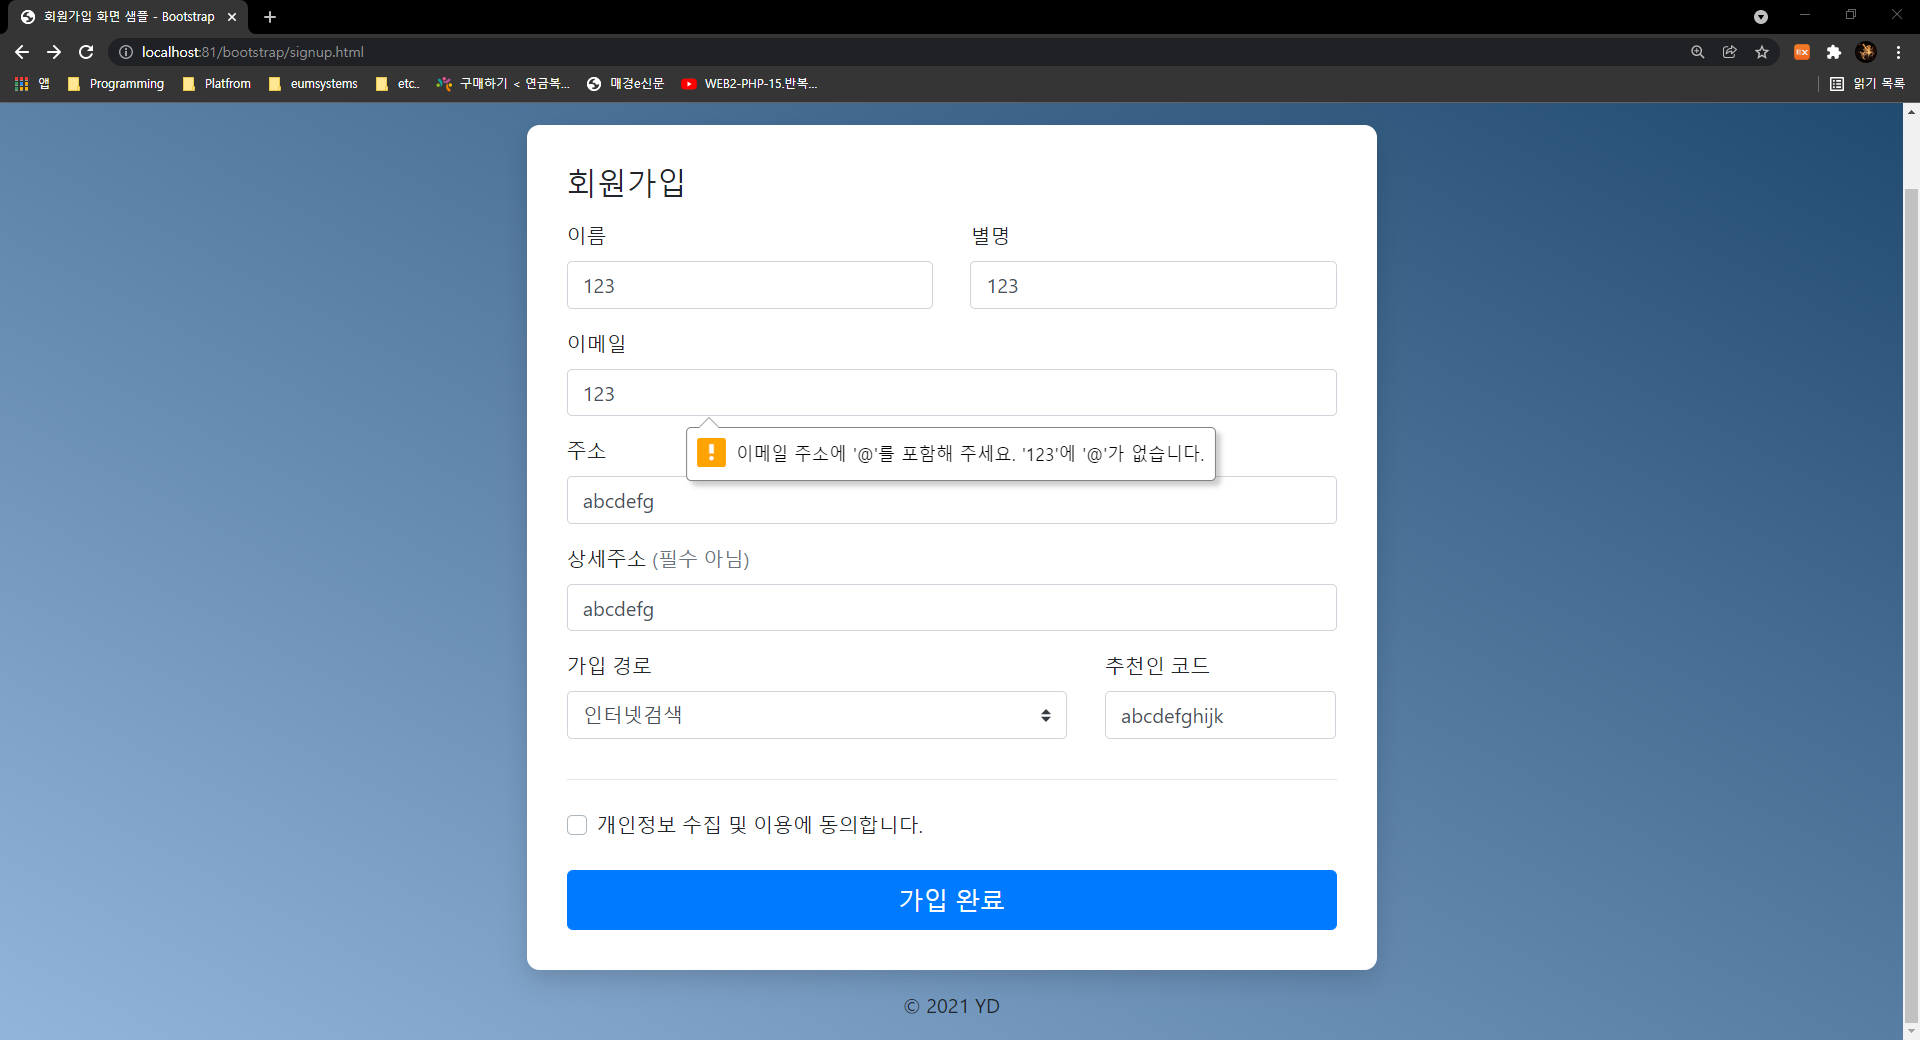 회원가입 화면 샘플 - Bootstrap
localhost:81/bootstrap/signup.html
EX
앱 Programming Platfrom eumsystems etc.. 구매하기 < 연금복... 매경e신문 WEB2-PHP-15.반복... 읽기 목록
회원가입
이름 별명
123 123
이메일
123
이메일 주소에 '@'를 포함해 주세요. '123'에 '@'가 없습니다.
주소
abcdefg
상세주소 (필수 아님)
abcdefg
가입 경로 추천인 코드
인터넷검색 abcdefghijk
개인정보 수집 및 이용에 동의합니다.
가입 완료
© 2021 YD